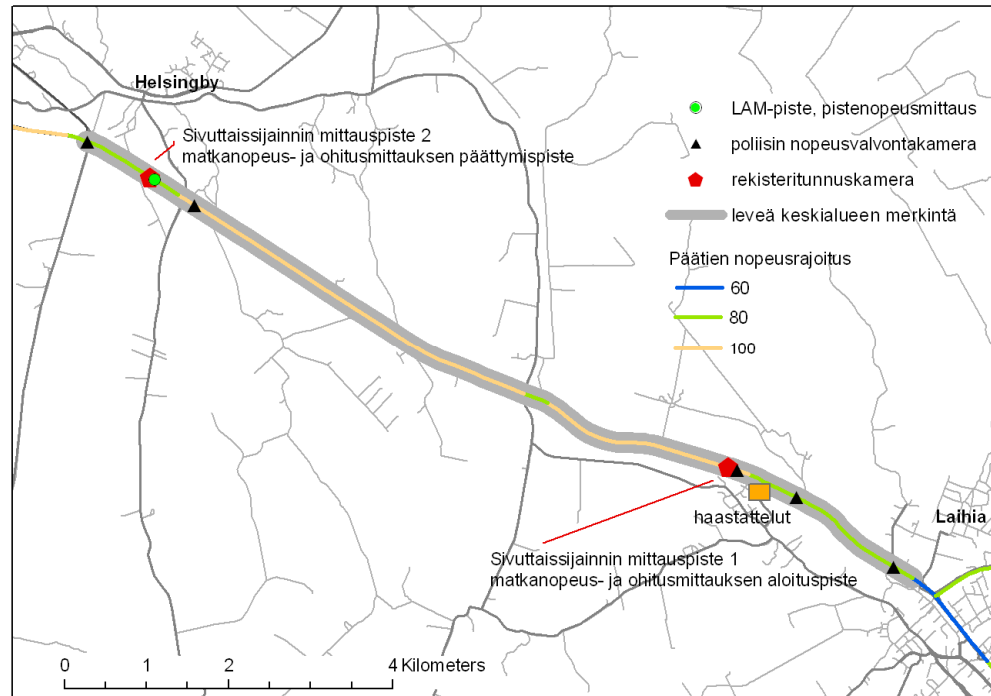 Helsingby
Sivuttaissijainnin mittauspiste 2
matkanopeus- ja ohitusmittauksen päättymispiste
LAM-piste, pistenopeusmittaus
poliisin nopeusvalvontakamera
rekisteritunnuskamera
leveä keskialueen merkintä
Päätien nopeusrajoitus
60
80
100
haastattelut
Laihia
Sivuttaissijainnin mittauspiste 1
matkanopeus- ja ohitusmittauksen aloituspiste
0 1 2 4 Kilometers